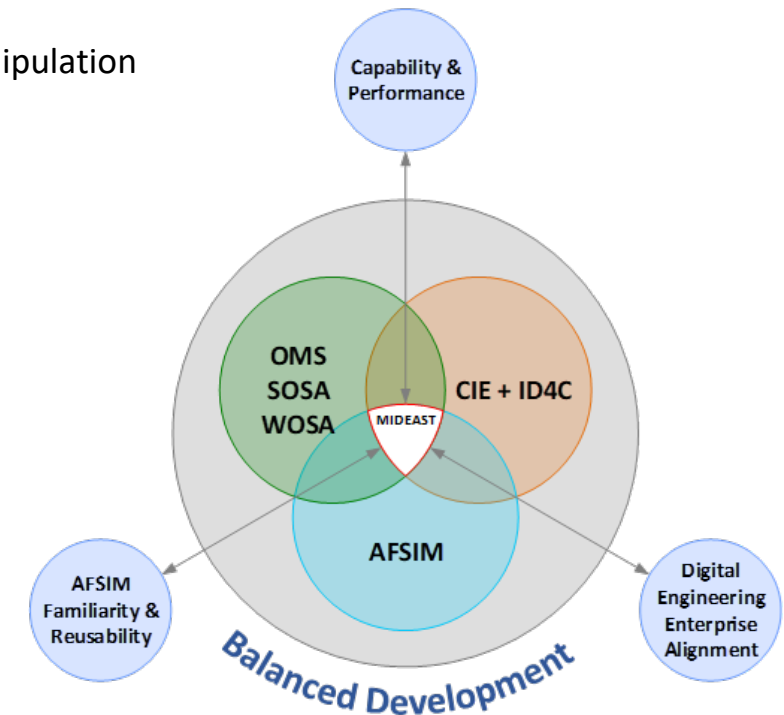 ipulation
Capability &
Performance
OMS
SOSA
WOSA
CIE + ID4C
MIDEAST
AFSIM
AFSIM
Familiarity &
Reusability
Digital
Engineering
Enterprise
Alignment
Balanced Development